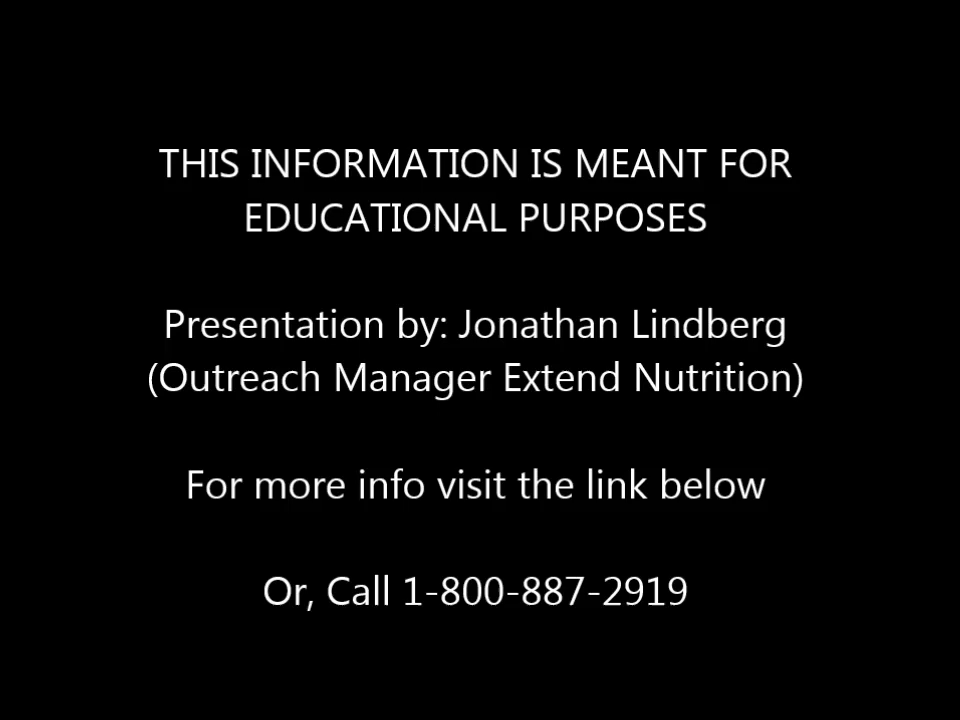 THIS INFORMATION IS MEANT FOR
EDUCATIONAL PURPOSES
Presentation by: Jonathan Lindberg
(Outreach Manager Extend Nutrition)
For more info visit the link below
Or, Call 1-800-887-2919